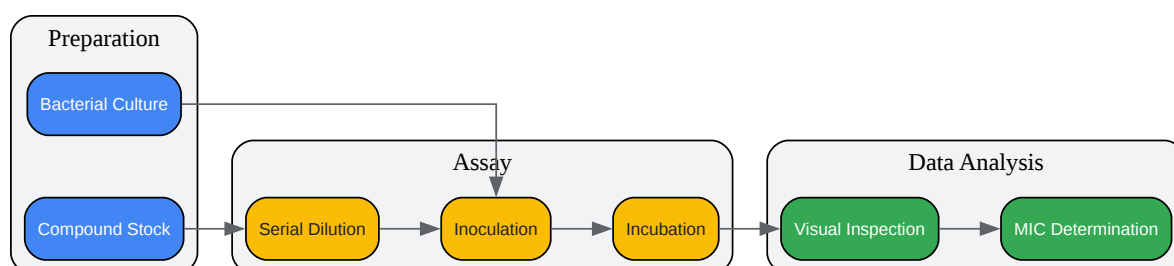 Preparation
Bacterial Culture
Compound Stock
Assay
Serial Dilution
Inoculation
Incubation
Data Analysis
Visual Inspection
MIC Determination